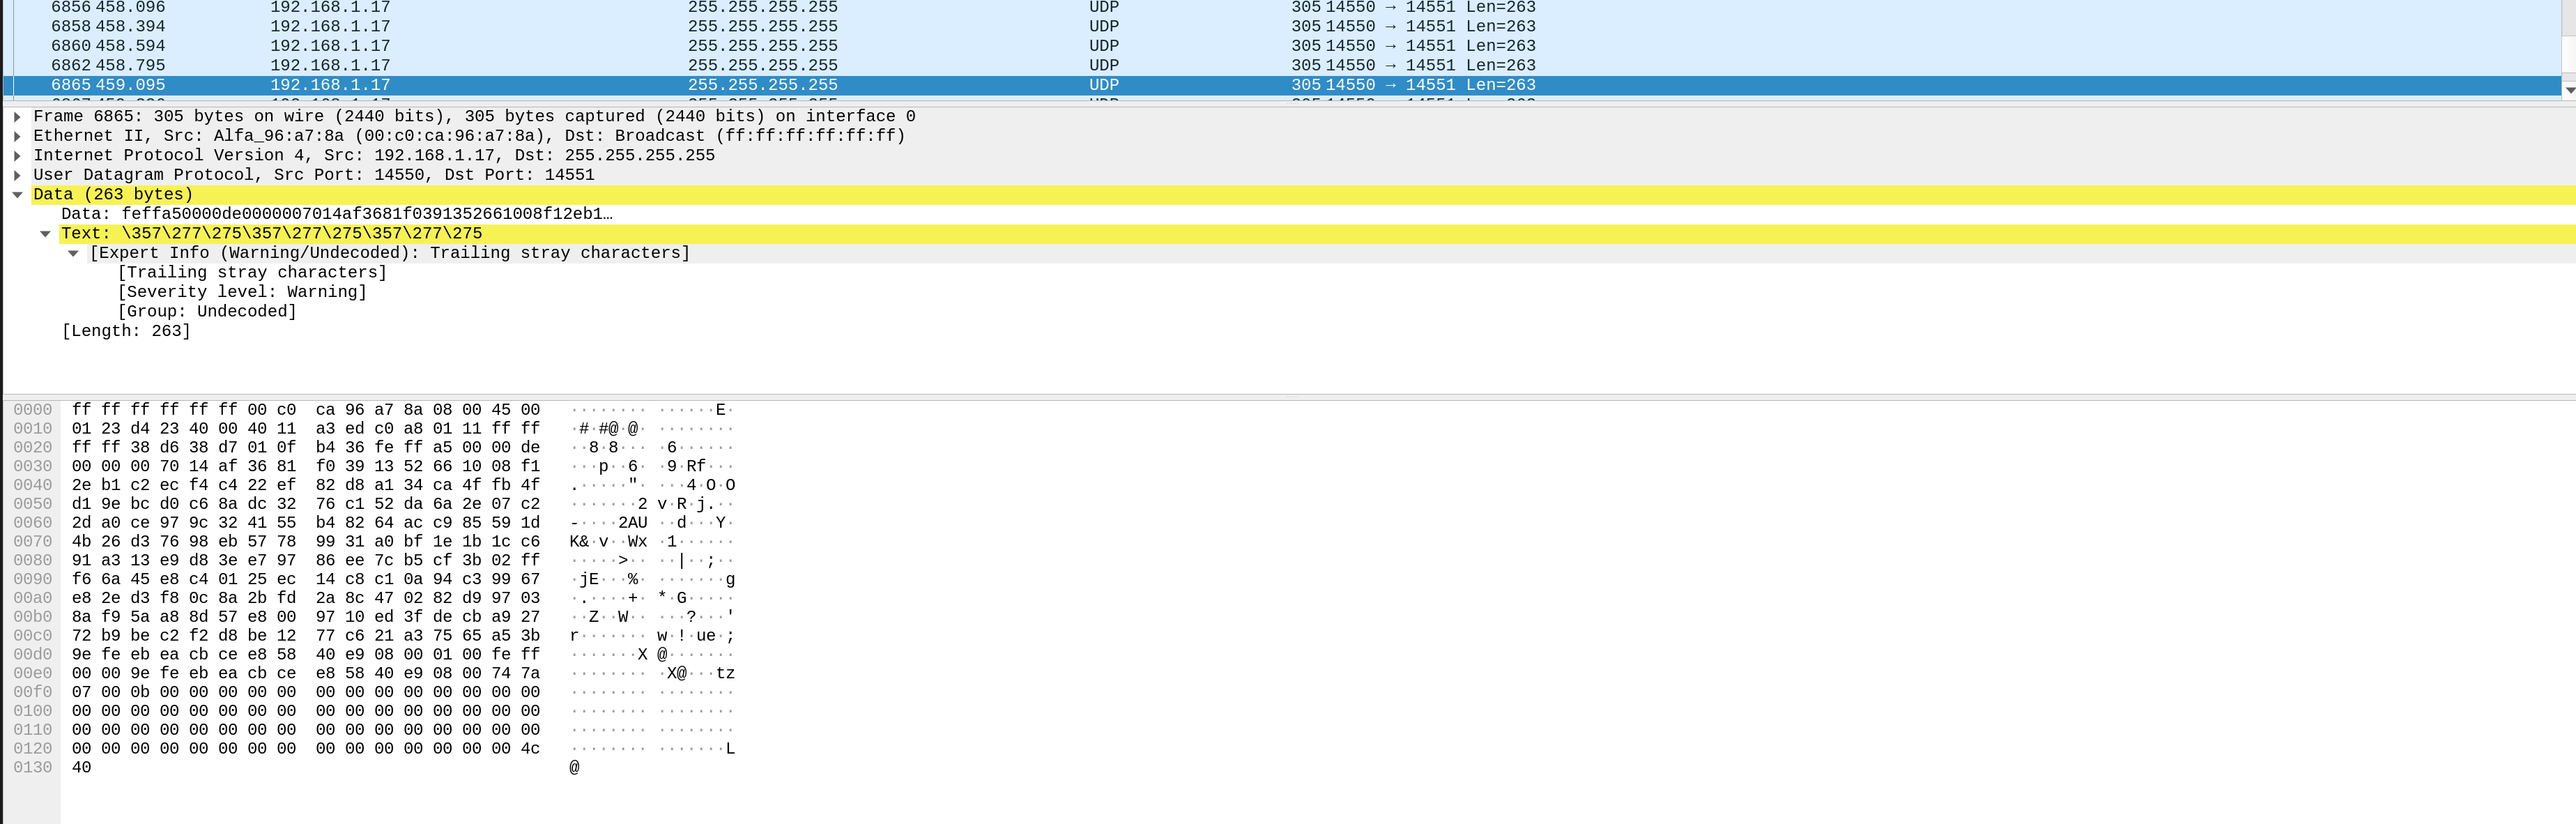 6856 458.096 192.168.1.17 255.255.255.255 UDP 305 14550 → 14551 Len=263
6858 458.394 192.168.1.17 255.255.255.255 UDP 305 14550 → 14551 Len=263
6860 458.594 192.168.1.17 255.255.255.255 UDP 305 14550 → 14551 Len=263
6862 458.795 192.168.1.17 255.255.255.255 UDP 305 14550 → 14551 Len=263
6865 459.095 192.168.1.17 255.255.255.255 UDP 305 14550 → 14551 Len=263
Frame 6865: 305 bytes on wire (2440 bits), 305 bytes captured (2440 bits) on interface 0
Ethernet II, Src: Alfa_96:a7:8a (00:c0:ca:96:a7:8a), Dst: Broadcast (ff:ff:ff:ff:ff:ff)
Internet Protocol Version 4, Src: 192.168.1.17, Dst: 255.255.255.255
User Datagram Protocol, Src Port: 14550, Dst Port: 14551
Data (263 bytes)
Data: feffa50000de0000007014af3681f0391352661008f12eb1…
Text: \357\277\275\357\277\275\357\277\275
[Expert Info (Warning/Undecoded): Trailing stray characters]
[Trailing stray characters]
[Severity level: Warning]
[Group: Undecoded]
[Length: 263]
0000 ff ff ff ff ff ff 00 c0 ca 96 a7 8a 08 00 45 00 ········ ······E·
0010 01 23 d4 23 40 00 40 11 a3 ed c0 a8 01 11 ff ff ·#·#@·@· ········
0020 ff ff 38 d6 38 d7 01 0f b4 36 fe ff a5 00 00 de ··8·8··· ·6······
0030 00 00 00 70 14 af 36 81 f0 39 13 52 66 10 08 f1 ···p··6· ·9·Rf···
0040 2e b1 c2 ec f4 c4 22 ef 82 d8 a1 34 ca 4f fb 4f .·····"· ···4·O·O
0050 d1 9e bc d0 c6 8a dc 32 76 c1 52 da 6a 2e 07 c2 ·······2 v·R·j.··
0060 2d a0 ce 97 9c 32 41 55 b4 82 64 ac c9 85 59 1d -····2AU ··d···Y·
0070 4b 26 d3 76 98 eb 57 78 99 31 a0 bf 1e 1b 1c c6 K&·v··Wx ·1······
0080 91 a3 13 e9 d8 3e e7 97 86 ee 7c b5 cf 3b 02 ff ·····>·· ··|··;··
0090 f6 6a 45 e8 c4 01 25 ec 14 c8 c1 0a 94 c3 99 67 ·jE···%· ·······g
00a0 e8 2e d3 f8 0c 8a 2b fd 2a 8c 47 02 82 d9 97 03 ·.····+· *·G·····
00b0 8a f9 5a a8 8d 57 e8 00 97 10 ed 3f de cb a9 27 ··Z··W·· ···?···'
00c0 72 b9 be c2 f2 d8 be 12 77 c6 21 a3 75 65 a5 3b r······· w·!·ue·;
00d0 9e fe eb ea cb ce e8 58 40 e9 08 00 01 00 fe ff ·······X @·······
00e0 00 00 9e fe eb ea cb ce e8 58 40 e9 08 00 74 7a ········ ·X@···tz
00f0 07 00 0b 00 00 00 00 00 00 00 00 00 00 00 00 00 ········ ········
0100 00 00 00 00 00 00 00 00 00 00 00 00 00 00 00 00 ········ ········
0110 00 00 00 00 00 00 00 00 00 00 00 00 00 00 00 00 ········ ········
0120 00 00 00 00 00 00 00 00 00 00 00 00 00 00 00 4c ········ ·······L
0130 40 @